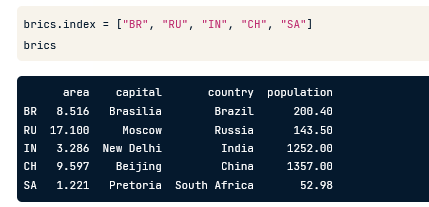 brics.index = ["BR", "RU", "IN", "CH", "SA"]
brics
area capital country population
BR 8.516 Brasilia Brazil 200.40
RU 17.100 Moscow Russia 143.50
IN 3.286 New Delhi India 1252.00
CH 9.597 Beijing China 1357.00
SA 1.221 Pretoria South Africa 52.98